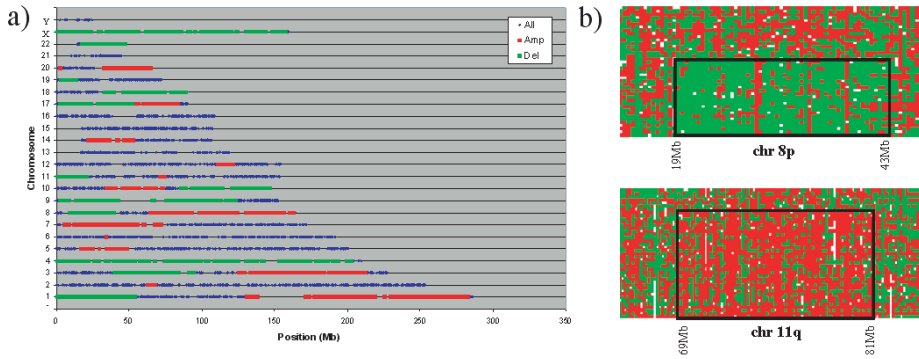 a)
b)
All
Amp
Del
Chromosome
Y
X
22
21
20
19
18
17
16
15
14
13
12
11
10
9
8
7
6
5
4
3
2
1
-
0 50 100 150 200 250 300 350
Position (Mb)
19Mb
chr 8p
43Mb
69Mb
chr 11q
81Mb